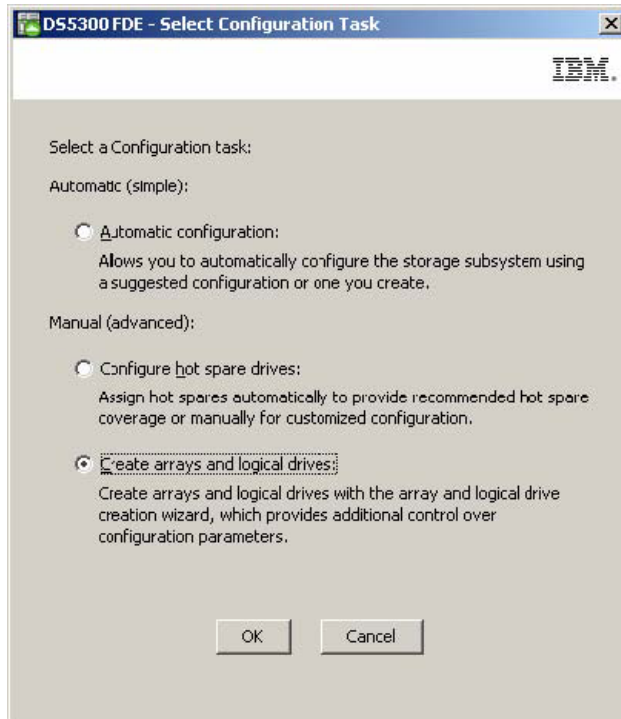 DS5300 FDE - Select Configuration Task
IBM.
Select a Configuration task:
Automatic (simple):
Automatic configuration:
Allows you to automatically configure the storage subsystem using
a suggested configuration or one you create.
Manual (advanced):
Configure hot spare drives:
Assign hot spares automatically to provide recommended hot spare
coverage or manually for customized configuration.
Create arrays and logical drives:
Create arrays and logical drives with the array and logical drive
creation wizard, which provides additional control over
configuration parameters.
OK
Cancel